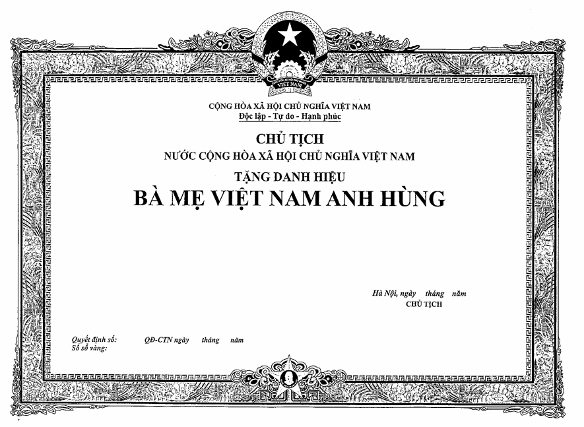 CỘNG HÒA XÃ HỘI CHỦ NGHĨA VIỆT NAM
Độc lập - Tự do - Hạnh phúc
CHỦ TỊCH
NƯỚC CỘNG HÒA XÃ HỘI CHỦ NGHĨA VIỆT NAM
TẶNG DANH HIỆU
BÀ MẸ VIỆT NAM ANH HÙNG
Hà Nội, ngày tháng năm
CHỦ TỊCH
Quyết định số: QĐ-CTN ngày tháng năm
Số sổ vàng: